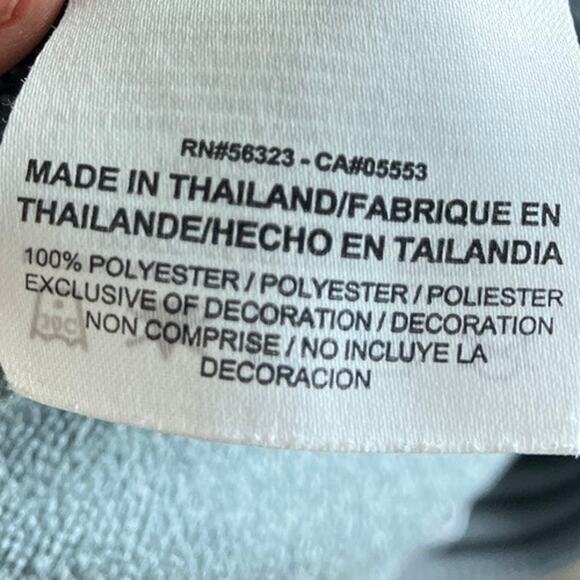 RN#56323 - CA#05553
MADE IN THAILAND/FABRIQUE EN
THAILANDE/HECHO EN TAILANDIA
100% POLYESTER / POLYESTER / POLIESTER
EXCLUSIVE OF DECORATION / DECORATION
NON COMPRISE / NO INCLUYE LA
DECORACION
30C